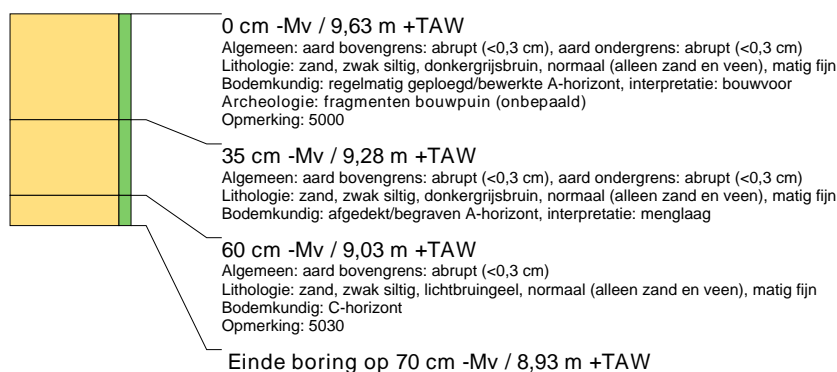 0 cm -Mv / 9,63 m +TAW
Algemeen: aard bovengrens: abrupt (<0,3 cm), aard ondergrens: abrupt (<0,3 cm)
Lithologie: zand, zwak siltig, donkergrijsbruin, normaal (alleen zand en veen), matig fijn
Bodemkundig: regelmatig geploegd/bewerkte A-horizont, interpretatie: bouwvoor
Archeologie: fragmenten bouwpuin (onbepaald)
Opmerking: 5000
35 cm -Mv / 9,28 m +TAW
Algemeen: aard bovengrens: abrupt (<0,3 cm), aard ondergrens: abrupt (<0,3 cm)
Lithologie: zand, zwak siltig, donkergrijsbruin, normaal (alleen zand en veen), matig fijn
Bodemkundig: afgedekt/begraven A-horizont, interpretatie: menglaag
60 cm -Mv / 9,03 m +TAW
Algemeen: aard bovengrens: abrupt (<0,3 cm)
Lithologie: zand, zwak siltig, lichtbruingeel, normaal (alleen zand en veen), matig fijn
Bodemkundig: C-horizont
Opmerking: 5030
Einde boring op 70 cm -Mv / 8,93 m +TAW